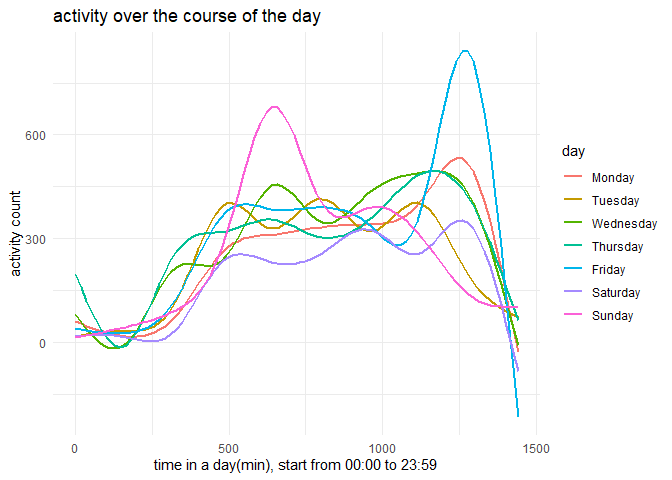 activity over the course of the day
activity count
600
300
0
0
500
1000
1500
time in a day(min), start from 00:00 to 23:59
day
Monday
Tuesday
Wednesday
Thursday
Friday
Saturday
Sunday